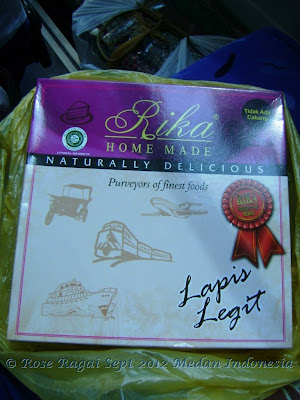 Rika®
HOME MADE
Tidak Ada
Cabang
NATURALLY DELICIOUS
Purveyors of finest foods
Lapis
Legit
© Rose Ragai Sept 2012 Medan Indonesia